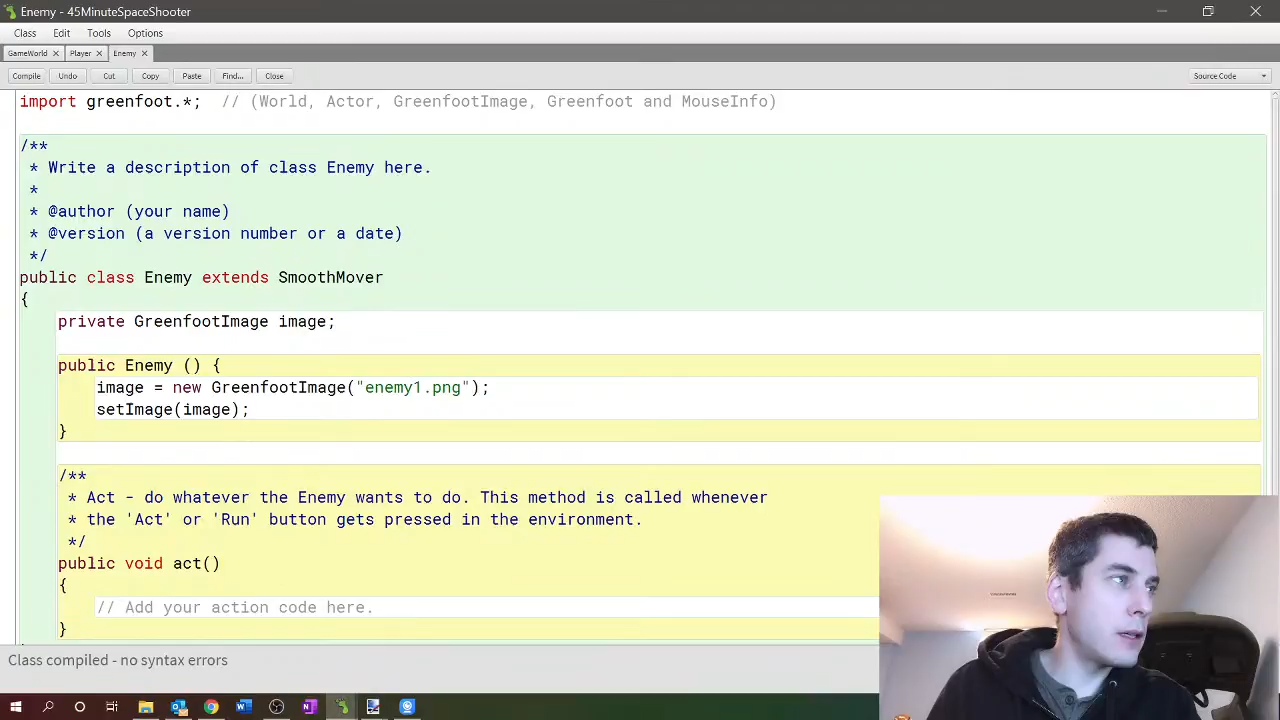 Enemy - 45MinuteSpaceShooter
Class Edit Tools Options
GameWorld Player Enemy
Compile Undo Cut Copy Paste Find... Close Source Code
import greenfoot.*; // (World, Actor, GreenfootImage, Greenfoot and MouseInfo)
/**
* Write a description of class Enemy here.
*
* @author (your name)
* @version (a version number or a date)
*/
public class Enemy extends SmoothMover
{
private GreenfootImage image;
public Enemy () {
image = new GreenfootImage("enemy1.png");
setImage(image);
}
/**
* Act - do whatever the Enemy wants to do. This method is called whenever
* the 'Act' or 'Run' button gets pressed in the environment.
*/
public void act()
{
// Add your action code here.
}
Class compiled - no syntax errors